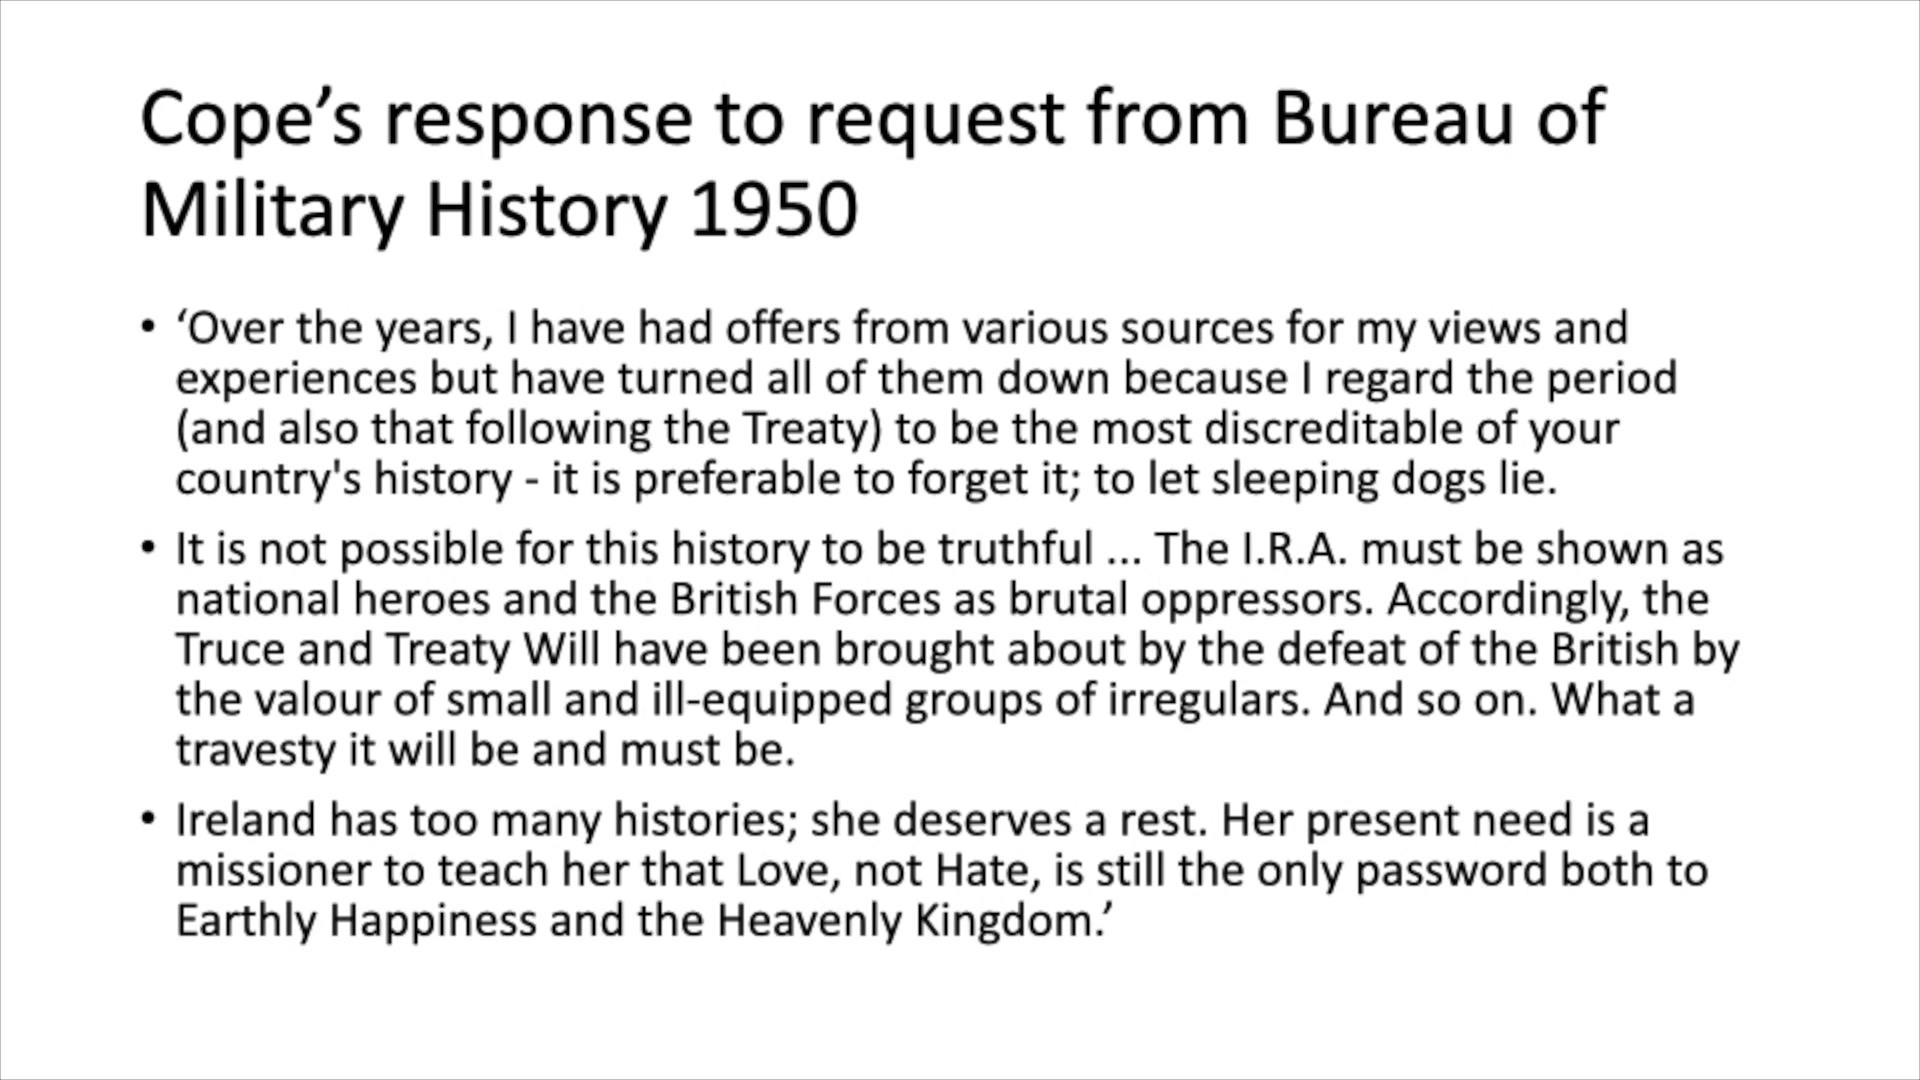 Cope’s response to request from Bureau of
Military History 1950
• ‘Over the years, I have had offers from various sources for my views and
experiences but have turned all of them down because I regard the period
(and also that following the Treaty) to be the most discreditable of your
country's history - it is preferable to forget it; to let sleeping dogs lie.
• It is not possible for this history to be truthful ... The I.R.A. must be shown as
national heroes and the British Forces as brutal oppressors. Accordingly, the
Truce and Treaty Will have been brought about by the defeat of the British by
the valour of small and ill-equipped groups of irregulars. And so on. What a
travesty it will be and must be.
• Ireland has too many histories; she deserves a rest. Her present need is a
missioner to teach her that Love, not Hate, is still the only password both to
Earthly Happiness and the Heavenly Kingdom.’